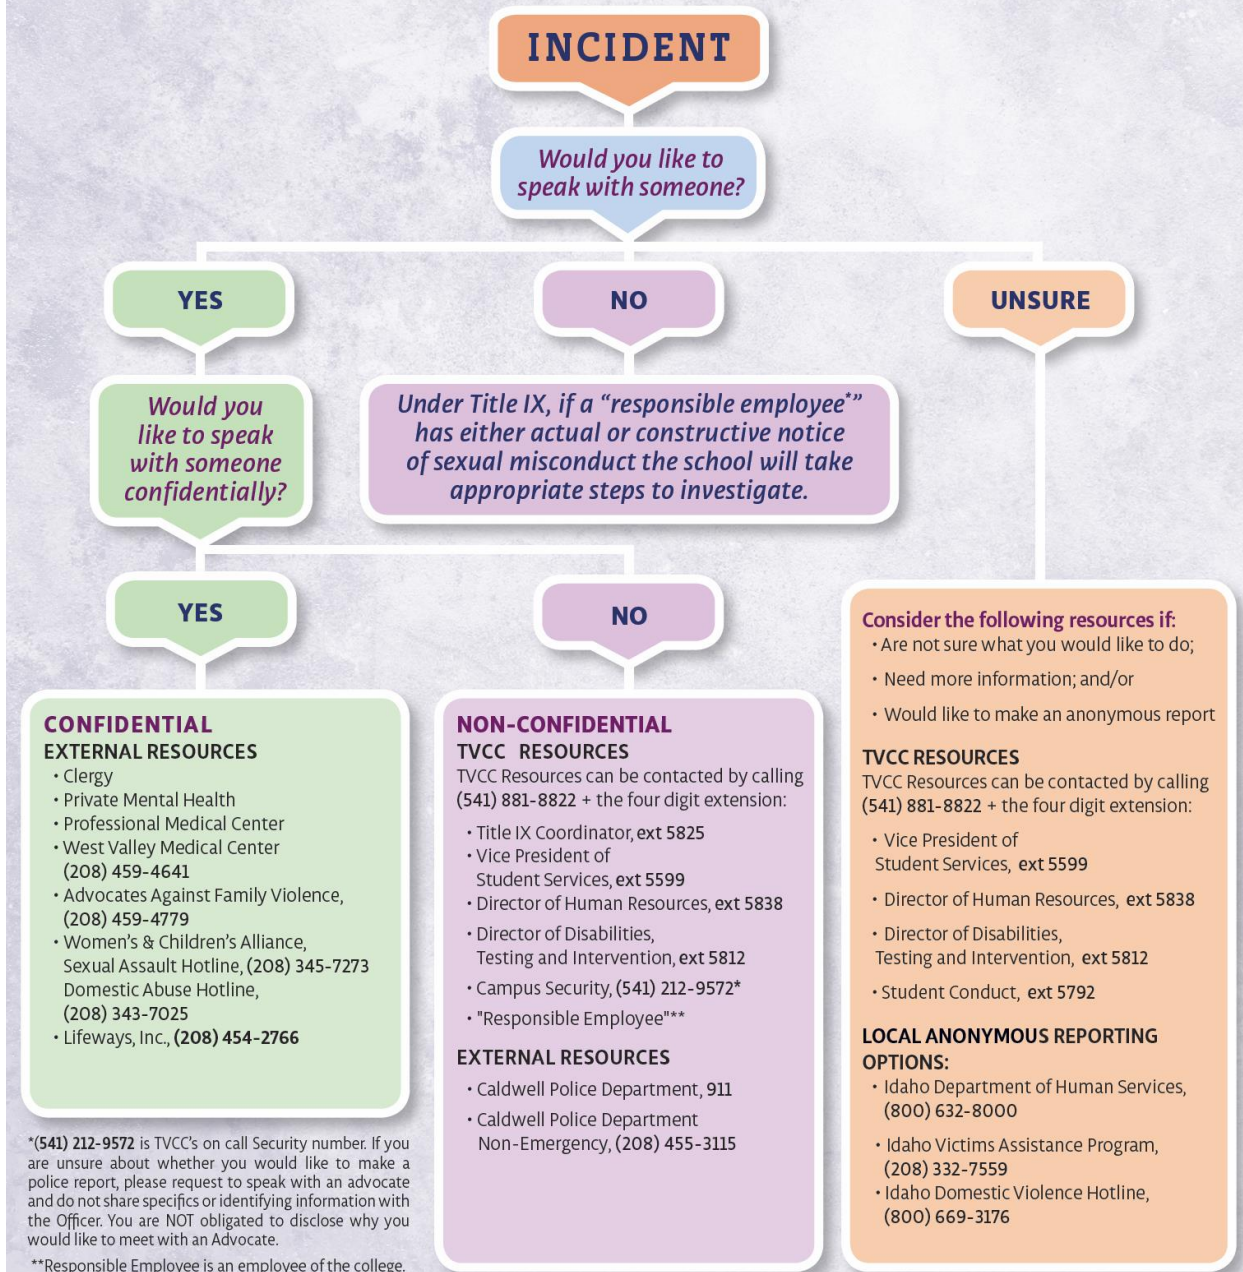 INCIDENT
Would you like to
speak with someone?
YES
NO
UNSURE
Would you
like to speak
with someone
confidentially?
Under Title IX, if a “responsible employee*”
has either actual or constructive notice
of sexual misconduct the school will take
appropriate steps to investigate.
YES
NO
CONFIDENTIAL
EXTERNAL RESOURCES
• Clergy
• Private Mental Health
• Professional Medical Center
• West Valley Medical Center
(208) 459-4641
• Advocates Against Family Violence,
(208) 459-4779
• Women’s & Children’s Alliance,
Sexual Assault Hotline, (208) 345-7273
Domestic Abuse Hotline,
(208) 343-7025
• Lifeways, Inc., (208) 454-2766
*(541) 212-9572 is TVCC’s on call Security number. If you
are unsure about whether you would like to make a
police report, please request to speak with an advocate
and do not share specifics or identifying information with
the Officer. You are NOT obligated to disclose why you
would like to meet with an Advocate.
**Responsible Employee is an employee of the college.
NON-CONFIDENTIAL
TVCC RESOURCES
TVCC Resources can be contacted by calling
(541) 881-8822 + the four digit extension:
• Title IX Coordinator, ext 5825
• Vice President of
Student Services, ext 5599
• Director of Human Resources, ext 5838
• Director of Disabilities,
Testing and Intervention, ext 5812
• Campus Security, (541) 212-9572*
• "Responsible Employee"**
EXTERNAL RESOURCES
• Caldwell Police Department, 911
• Caldwell Police Department
Non-Emergency, (208) 455-3115
Consider the following resources if:
• Are not sure what you would like to do;
• Need more information; and/or
• Would like to make an anonymous report
TVCC RESOURCES
TVCC Resources can be contacted by calling
(541) 881-8822 + the four digit extension:
• Vice President of
Student Services, ext 5599
• Director of Human Resources, ext 5838
• Director of Disabilities,
Testing and Intervention, ext 5812
• Student Conduct, ext 5792
LOCAL ANONYMOUS REPORTING
OPTIONS:
• Idaho Department of Human Services,
(800) 632-8000
• Idaho Victims Assistance Program,
(208) 332-7559
• Idaho Domestic Violence Hotline,
(800) 669-3176